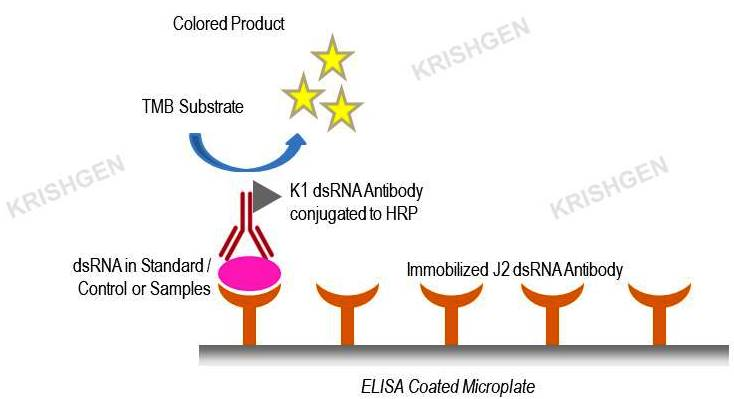 Colored Product
KRISHGEN
TMB Substrate
KRISHGEN
K1 dsRNA Antibody
conjugated to HRP
KRISHGEN
dsRNA in Standard /
Control or Samples
Immobilized J2 dsRNA Antibody
ELISA Coated Microplate